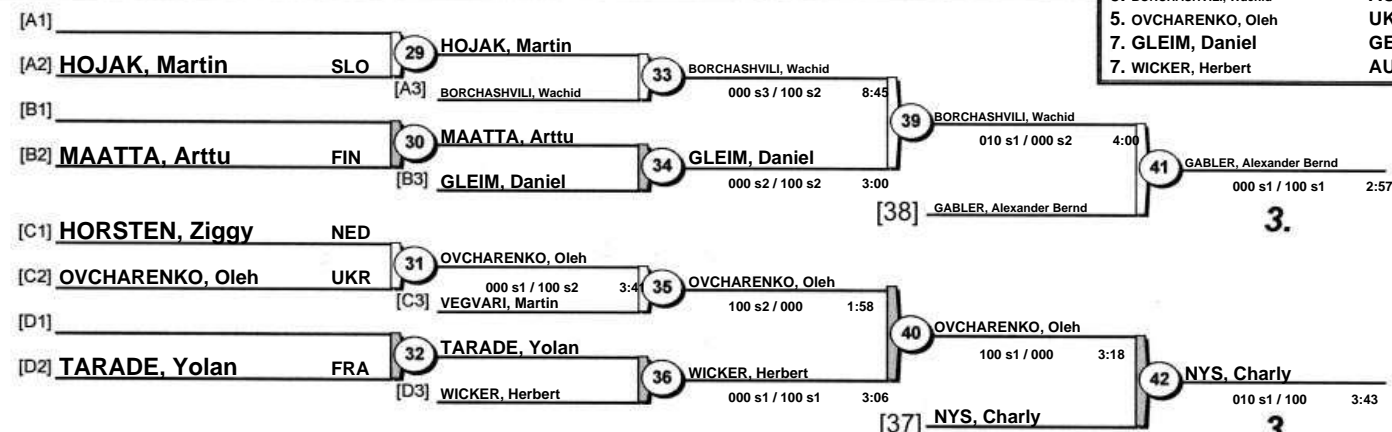 [A1]
[A2] HOJAK, Martin SLO
29 HOJAK, Martin
[A3] BORCHASHVILI, Wachid
33 BORCHASHVILI, Wachid
000 s3 / 100 s2 8:45
[B1]
[B2] MAATTA, Arttu FIN
30 MAATTA, Arttu
[B3] GLEIM, Daniel
34 GLEIM, Daniel
000 s2 / 100 s2 3:00
39 BORCHASHVILI, Wachid
010 s1 / 000 s2 4:00
[38] GABLER, Alexander Bernd
41 GABLER, Alexander Bernd
000 s1 / 100 s1 2:57
3.
[C1] HORSTEN, Ziggy NED
[C2] OVCHARENKO, Oleh UKR
31 OVCHARENKO, Oleh
000 s1 / 100 s2 3:41
[C3] VEGVARI, Martin
35 OVCHARENKO, Oleh
100 s2 / 000 1:58
[D1]
[D2] TARADE, Yolan FRA
32 TARADE, Yolan
[D3] WICKER, Herbert
36 WICKER, Herbert
000 s1 / 100 s1 3:06
40 OVCHARENKO, Oleh
100 s1 / 000 3:18
[37] NYS, Charly
42 NYS, Charly
010 s1 / 100 3:43
3.
5. OVCHARENKO, Oleh UK
7. GLEIM, Daniel GE
7. WICKER, Herbert AU